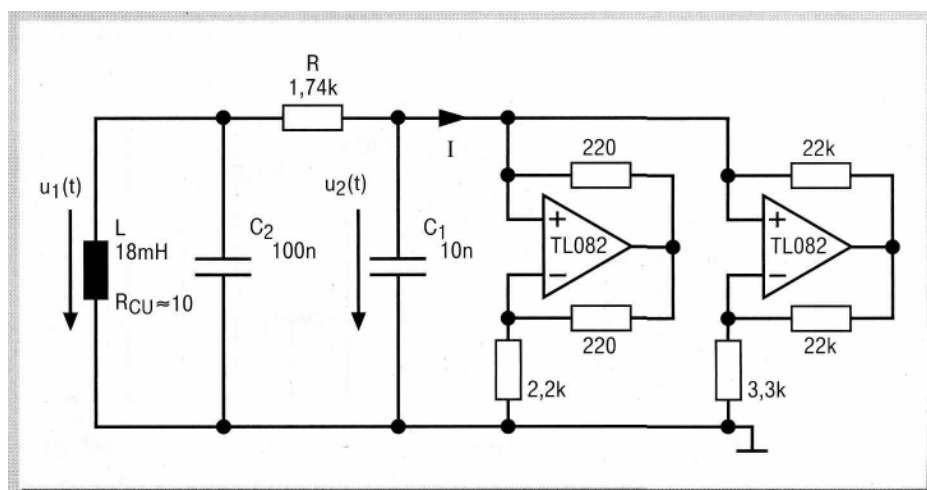 R
1,74k
I
220
22k
u1(t)
u2(t)
L
18mH
C2
100n
C1
10n
+
TL082
−
+
TL082
−
RCU≈10
220
22k
2,2k
3,3k